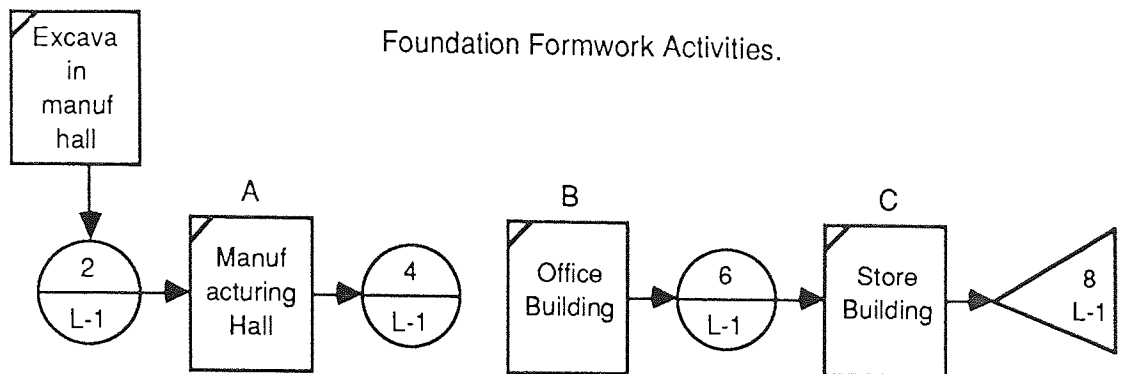 Excava
in
manuf
hall
Foundation Formwork Activities.
A
B
C
2
L-1
Manuf
acturing
Hall
4
L-1
Office
Building
6
L-1
Store
Building
8
L-1